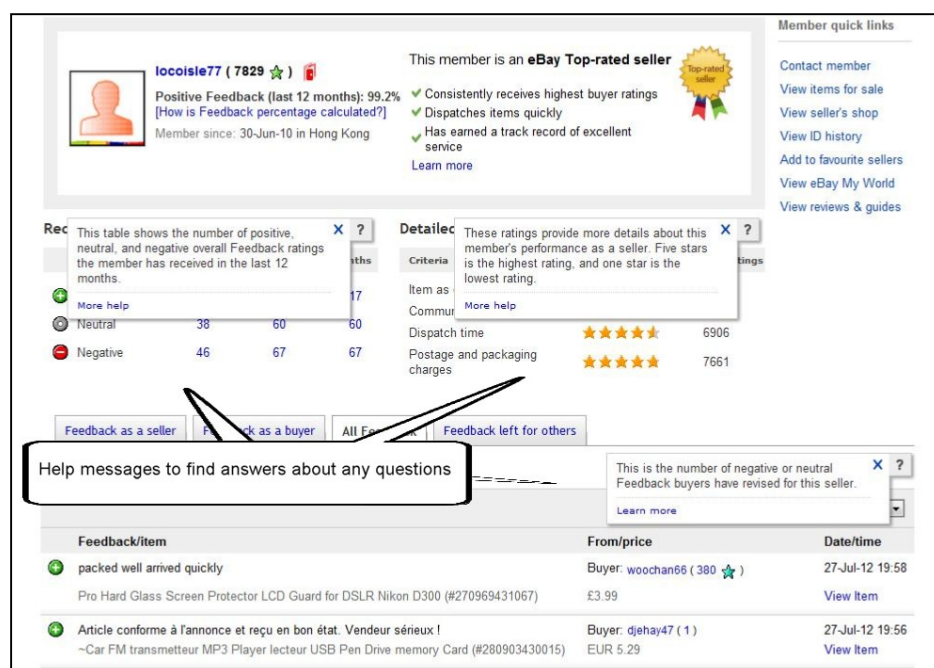 Member quick links
locoisle77 ( 7829 )
Positive Feedback (last 12 months): 99.2%
[How is Feedback percentage calculated?]
Member since: 30-Jun-10 in Hong Kong
This member is an eBay Top-rated seller
Consistently receives highest buyer ratings
Dispatches items quickly
Has earned a track record of excellent
service
Learn more
Top-rated
seller
Contact member
View items for sale
View seller's shop
View ID history
Add to favourite sellers
View eBay My World
View reviews & guides
This table shows the number of positive,
neutral, and negative overall Feedback ratings
the member has received in the last 12
months.
More help
X ?
These ratings provide more details about this
member's performance as a seller. Five stars
is the highest rating, and one star is the
lowest rating.
More help
X ?
Criteria
Item as
17
Neutral 38 60 60
Negative 46 67 67
Dispatch time 6906
Postage and packaging
charges 7661
Feedback as a seller
as a buyer
All
Feedback left for others
Help messages to find answers about any questions
This is the number of negative or neutral
Feedback buyers have revised for this seller.
Learn more
X ?
Feedback/item From/price Date/time
packed well arrived quickly Buyer: woochan66 ( 380 ) 27-Jul-12 19:58
Pro Hard Glass Screen Protector LCD Guard for DSLR Nikon D300 (#270969431067) £3.99 View Item
Article conforme à l'annonce et reçu en bon état. Vendeur sérieux ! Buyer: djehay47 ( 1 ) 27-Jul-12 19:56
~Car FM transmetteur MP3 Player lecteur USB Pen Drive memory Card (#280903430015) EUR 5.29 View Item